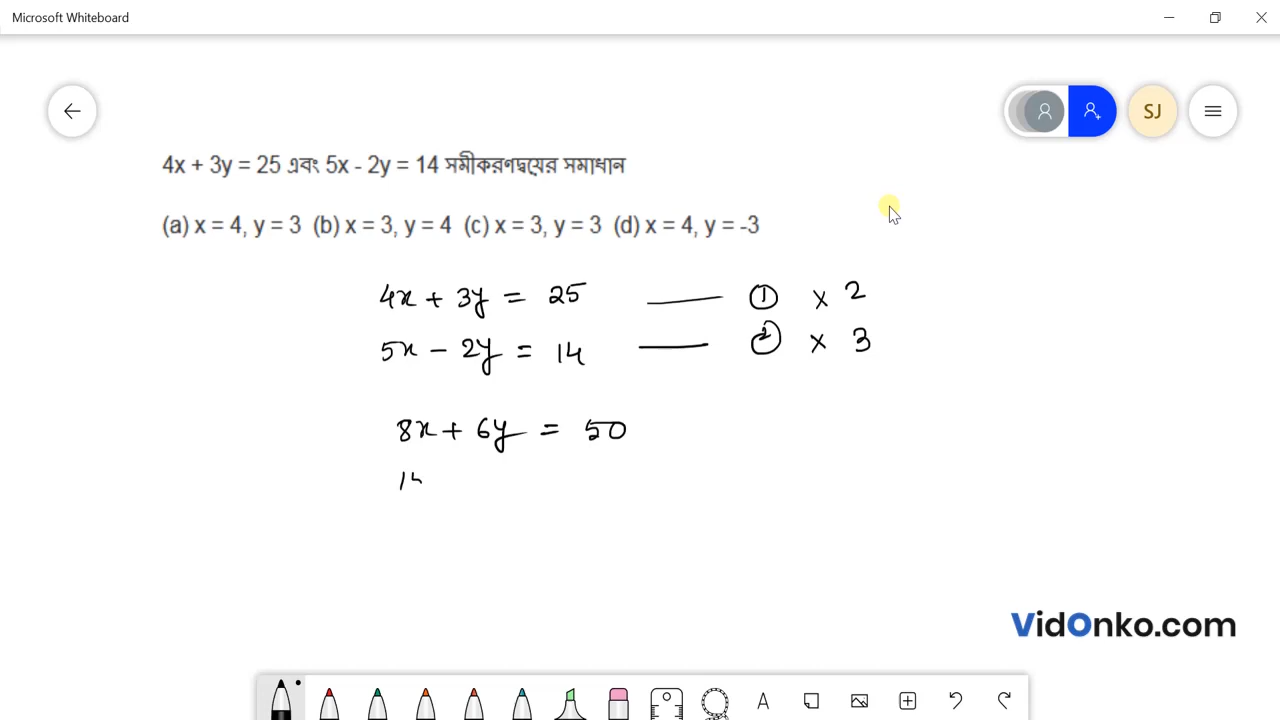 Microsoft Whiteboard
SJ
4x + 3y = 25 এবং 5x - 2y = 14 সমীকরণদ্বয়ের সমাধান
(a) x = 4, y = 3 (b) x = 3, y = 4 (c) x = 3, y = 3 (d) x = 4, y = -3
4x + 3y = 25 —— ① × 2
5x - 2y = 14 —— ② × 3
8x + 6y = 50
15
VidOnko.com
A